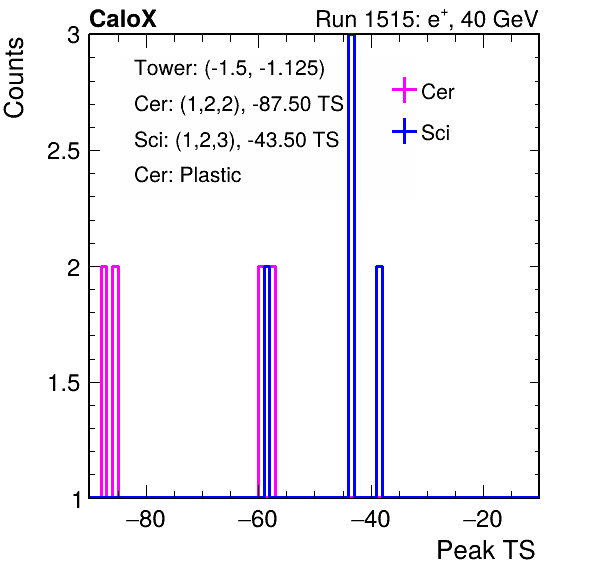 CaloX Run 1515: e⁺, 40 GeV
Counts
3
2.5
2
1.5
1
Tower: (-1.5, -1.125)
Cer: (1,2,2), -87.50 TS
Sci: (1,2,3), -43.50 TS
Cer: Plastic
Cer
Sci
−80 −60 −40 −20
Peak TS